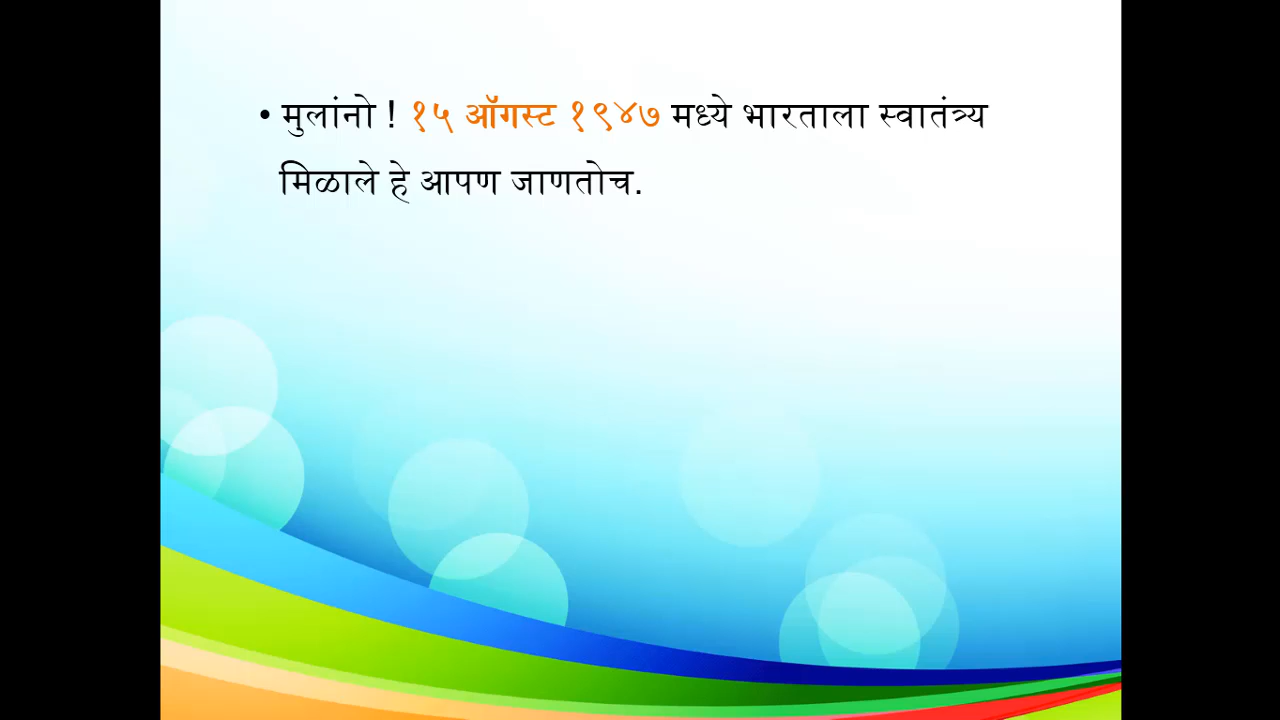 • मुलांनो ! १५ ऑगस्ट १९४७ मध्ये भारताला स्वातंत्र्य
मिळाले हे आपण जाणतोच.